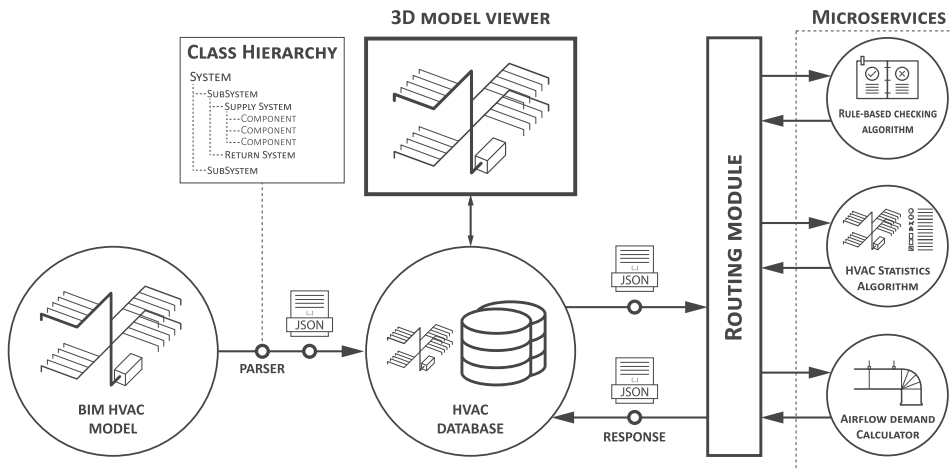 3D MODEL VIEWER
MICROSERVICES
CLASS HIERARCHY
SYSTEM
SUBSYSTEM
SUPPLY SYSTEM
COMPONENT
COMPONENT
COMPONENT
RETURN SYSTEM
SUBSYSTEM
BIM HVAC
MODEL
PARSER
JSON
HVAC
DATABASE
JSON
JSON
RESPONSE
ROUTING MODULE
RULE-BASED CHECKING
ALGORITHM
HVAC STATISTICS
ALGORITHM
AIRFLOW DEMAND
CALCULATOR